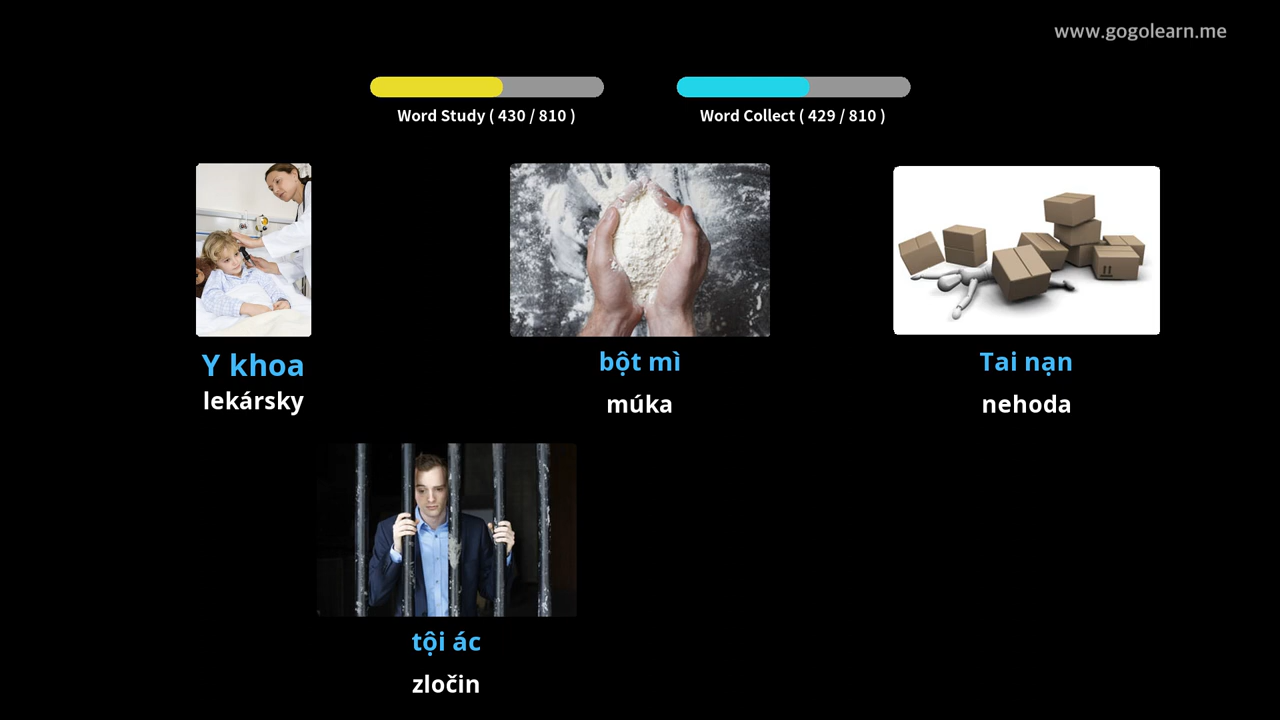 www.gogolearn.me
Word Study ( 430 / 810 )
Word Collect ( 429 / 810 )
Y khoa
lekársky
bột mì
múka
Tai nạn
nehoda
tội ác
zločin